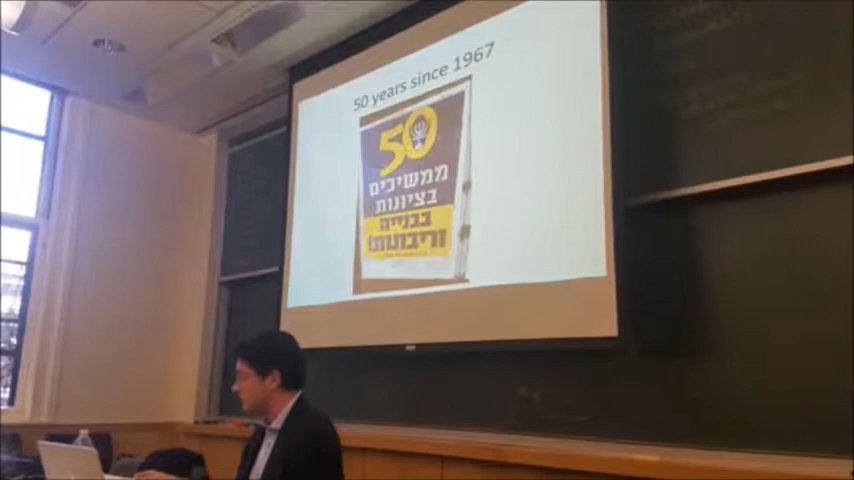 50 years since 1967
50
ממשיכים
בציונות
בבנייה
וריבונות!